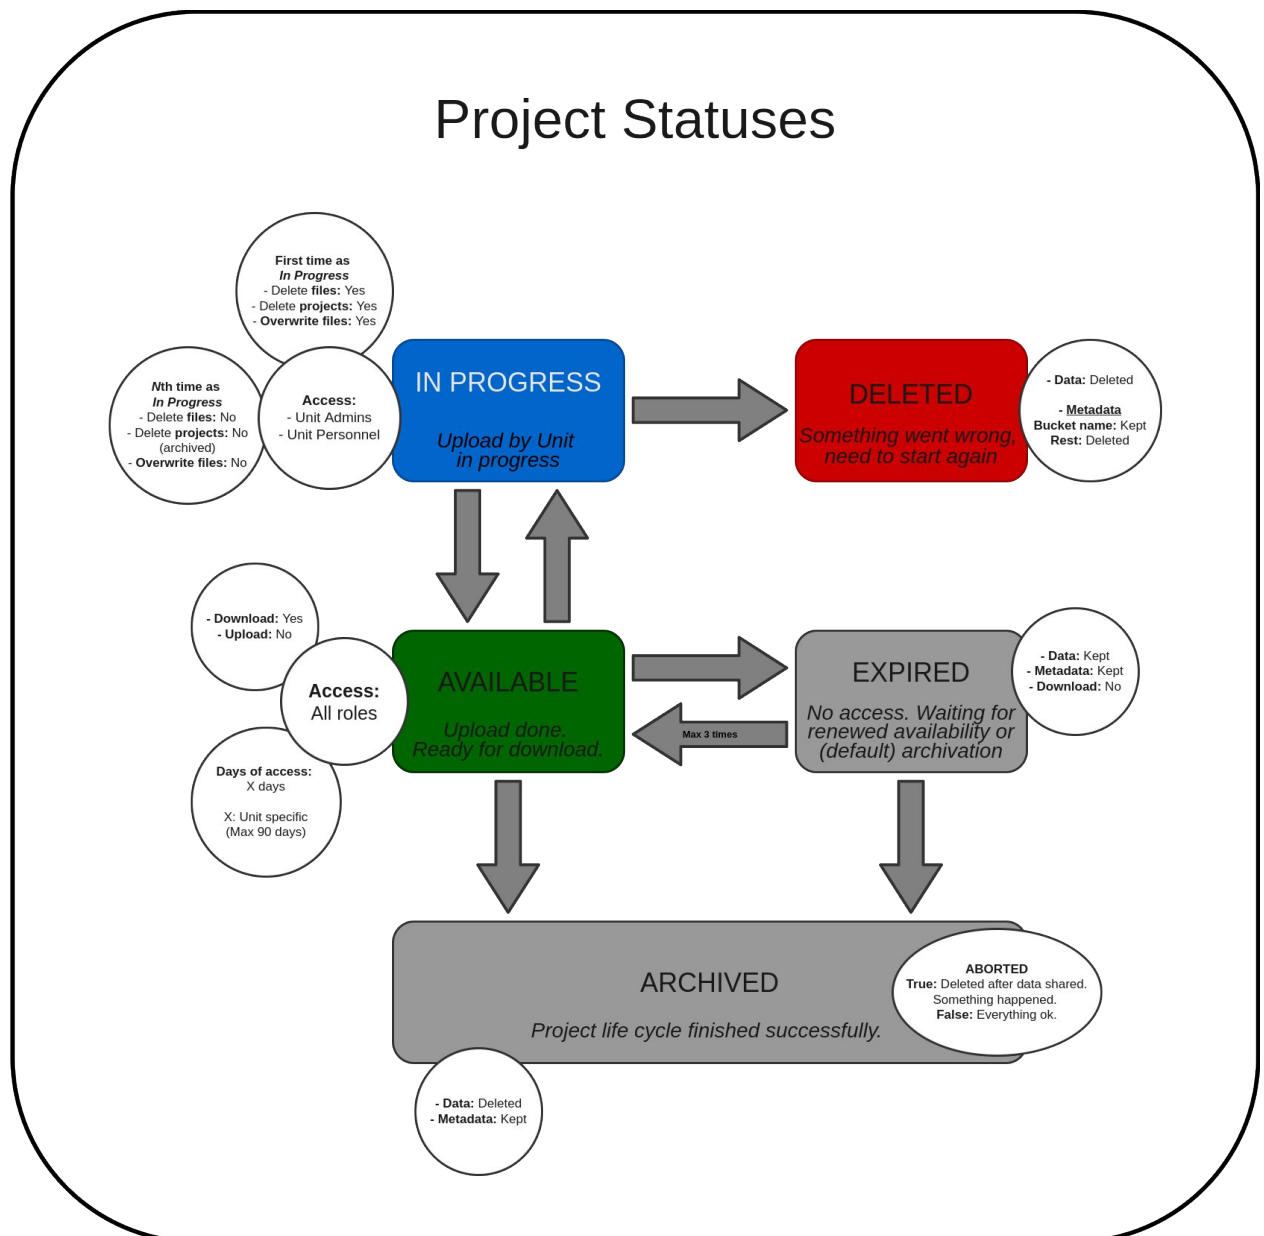 Project Statuses
First time as
In Progress
- Delete files: Yes
- Delete projects: Yes
- Overwrite files: Yes
Nth time as
In Progress
- Delete files: No
- Delete projects: No
(archived)
- Overwrite files: No
Access:
- Unit Admins
- Unit Personnel
IN PROGRESS
Upload by Unit
in progress
DELETED
Something went wrong,
need to start again
- Data: Deleted
- Metadata
Bucket name: Kept
Rest: Deleted
- Download: Yes
- Upload: No
Access:
All roles
Days of access:
X days
X: Unit specific
(Max 90 days)
AVAILABLE
Upload done.
Ready for download.
Max 3 times
EXPIRED
No access. Waiting for
renewed availability or
(default) archivation
- Data: Kept
- Metadata: Kept
- Download: No
ARCHIVED
Project life cycle finished successfully.
ABORTED
True: Deleted after data shared.
Something happened.
False: Everything ok.
- Data: Deleted
- Metadata: Kept